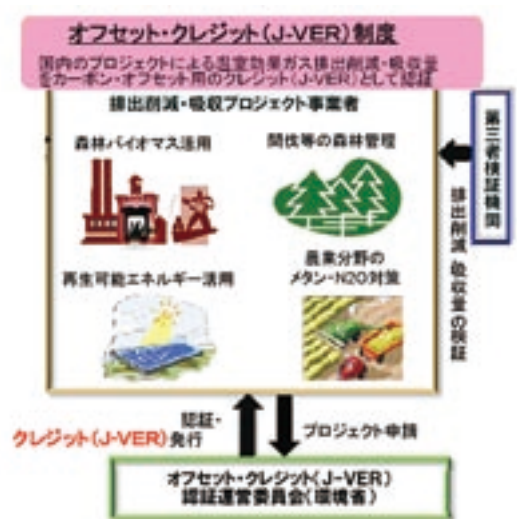 オフセット・クレジット(J-VER)制度
国内のプロジェクトによる温室効果ガス排出削減・吸収量
をカーボン・オフセット用のクレジット(J-VER)として認証
排出削減・吸収プロジェクト事業者
森林バイオマス活用
間伐等の森林管理
再生可能エネルギー活用
農業分野の
メタン・N2O対策
第三者検証機関
排出削減・吸収量の検証
クレジット(J-VER)
認証・
発行
プロジェクト申請
オフセット・クレジット(J-VER)
認証運営委員会(環境省)